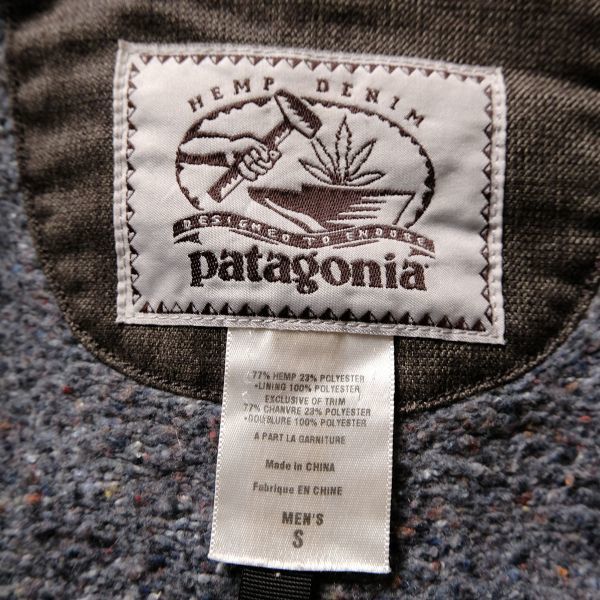 HEMP DENIM
DESIGNED TO ENDURE
patagonia
77% HEMP 23% POLYESTER
•LINING 100% POLYESTER
EXCLUSIVE OF TRIM
77% CHANVRE 23% POLYESTER
•DOUBLURE 100% POLYESTER
A PART LA GARNITURE
Made in CHINA
Fabrique EN CHINE
MEN'S
S